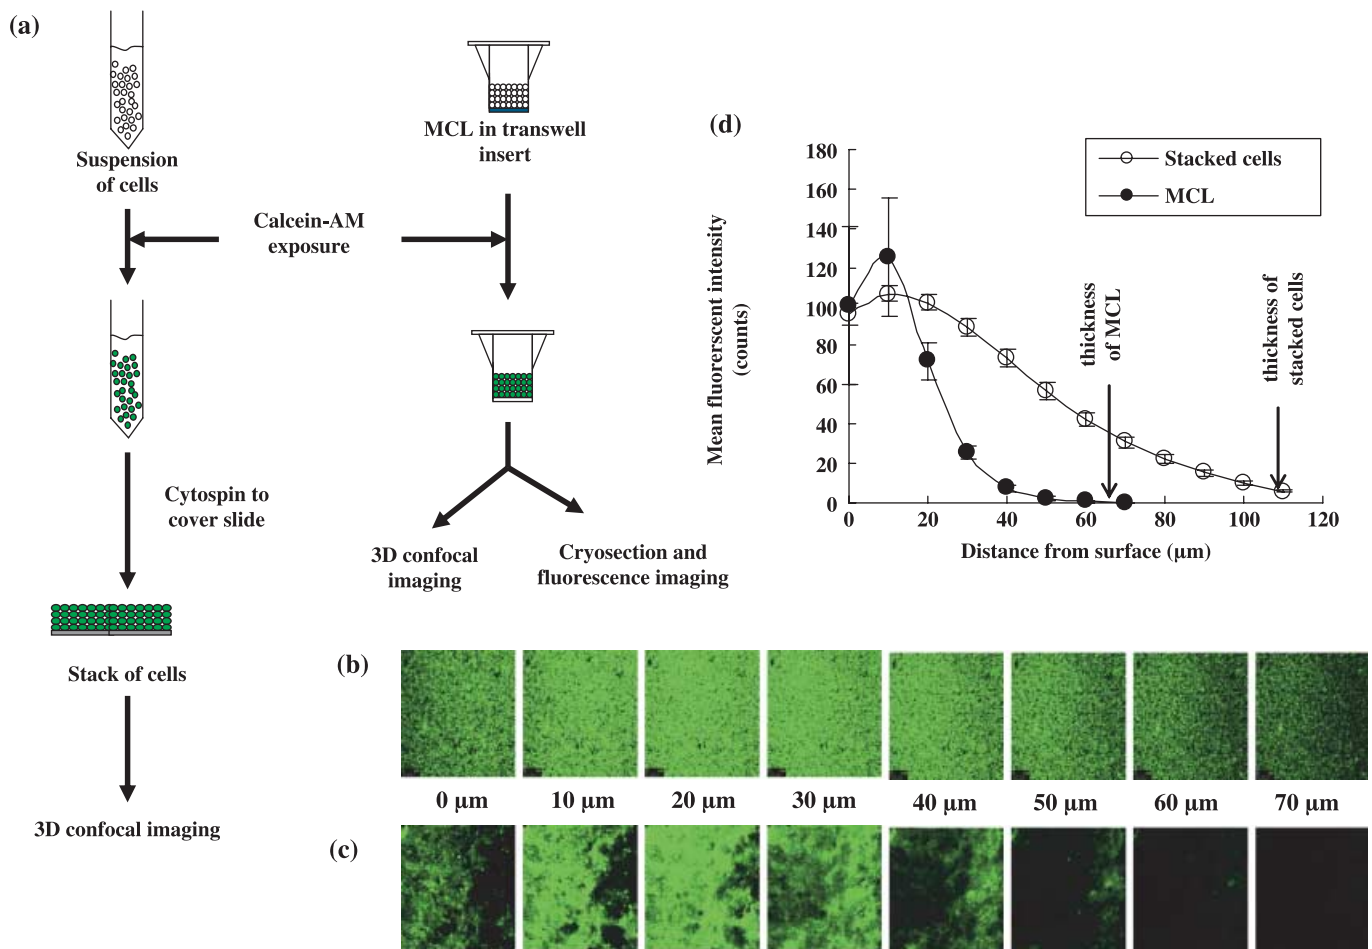 (a)
Suspension
of cells
MCL in transwell
insert
Calcein-AM
exposure
Cytospin to
cover slide
3D confocal
imaging
Cryosection and
fluorescence imaging
Stack of cells
3D confocal imaging
(d)
180
160
140
120
100
80
60
40
20
0
Mean fluorerscent intensity
(counts)
Stacked cells
MCL
thickness
of MCL
thickness of
stacked cells
0 20 40 60 80 100 120
Distance from surface (µm)
(b)
0 µm 10 µm 20 µm 30 µm 40 µm 50 µm 60 µm 70 µm
(c)